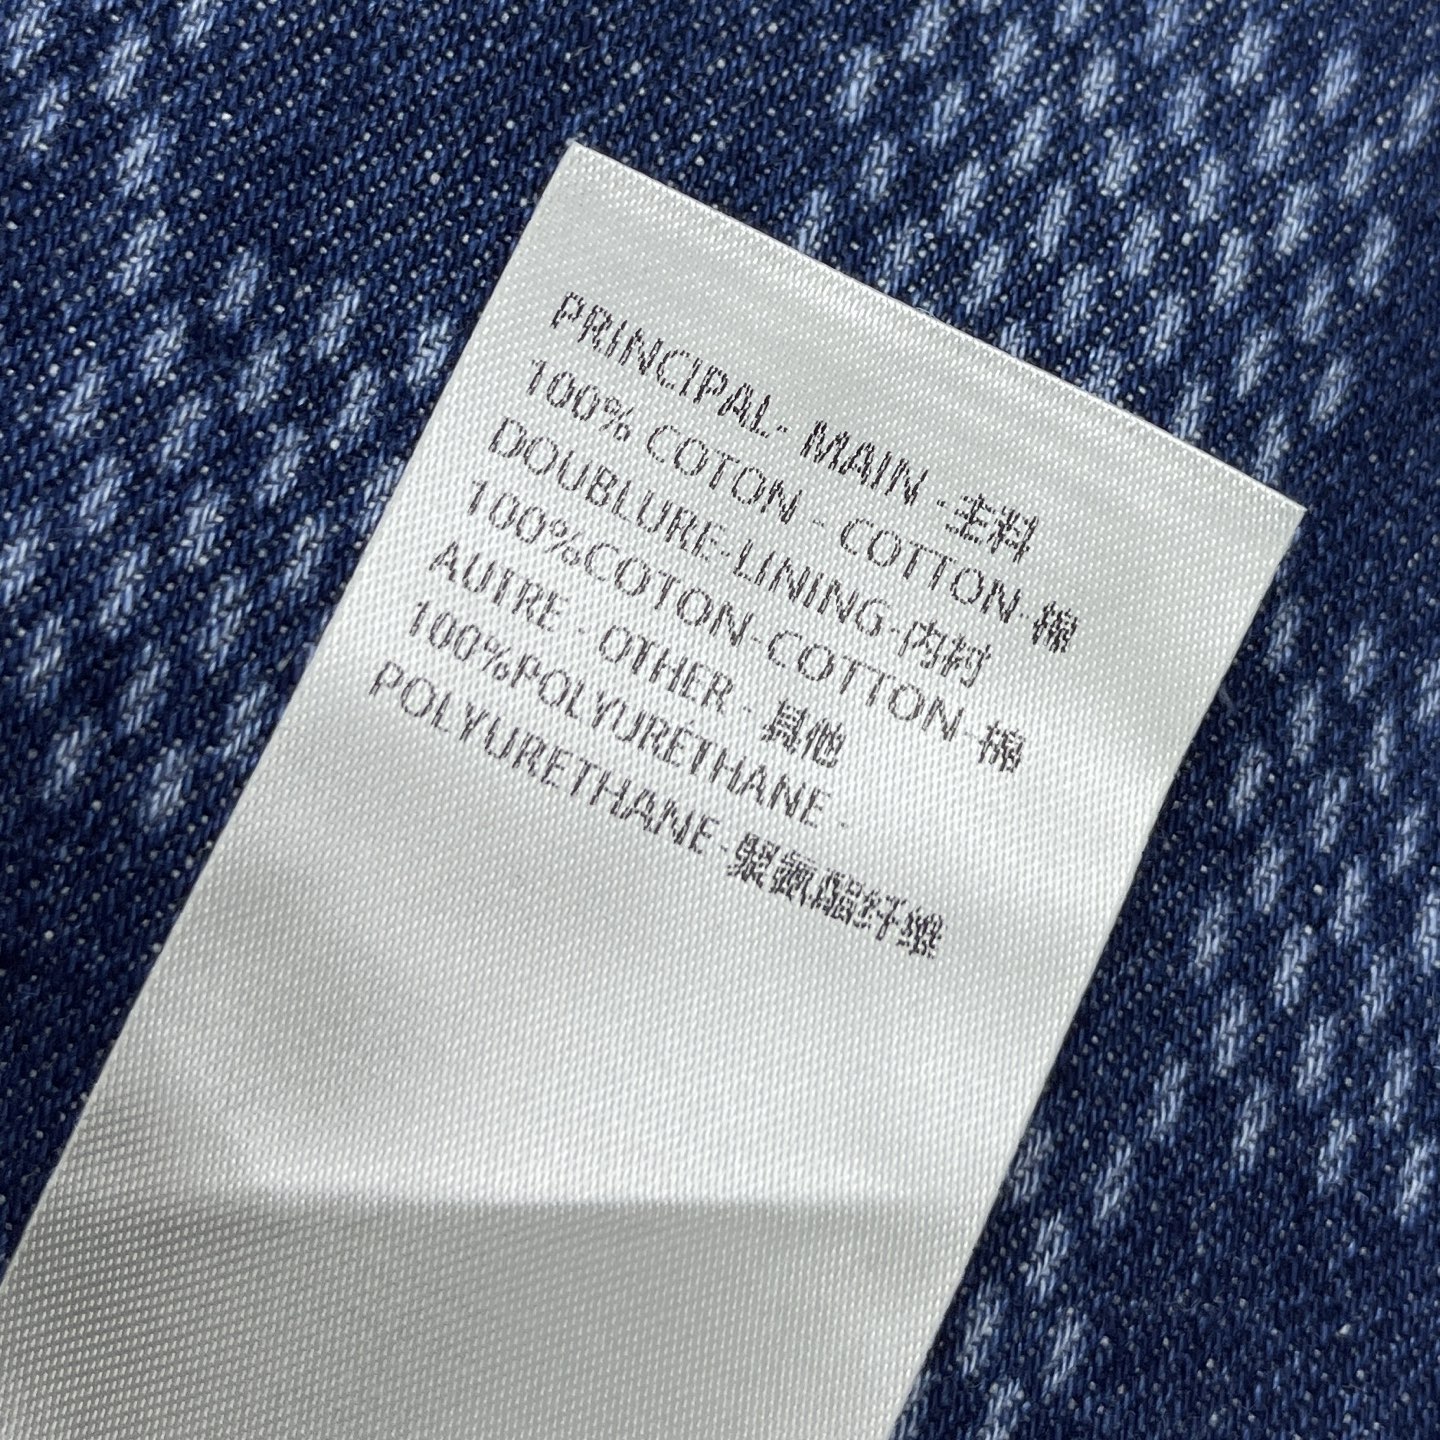 PRINCIPAL- MAIN -主料
100% COTON - COTTON-棉
DOUBLURE-LINING-内衬
100%COTON-COTTON-棉
AUTRE - OTHER - 其他
100%POLYURÉTHANE -
POLYURETHANE-聚氨酯纤维